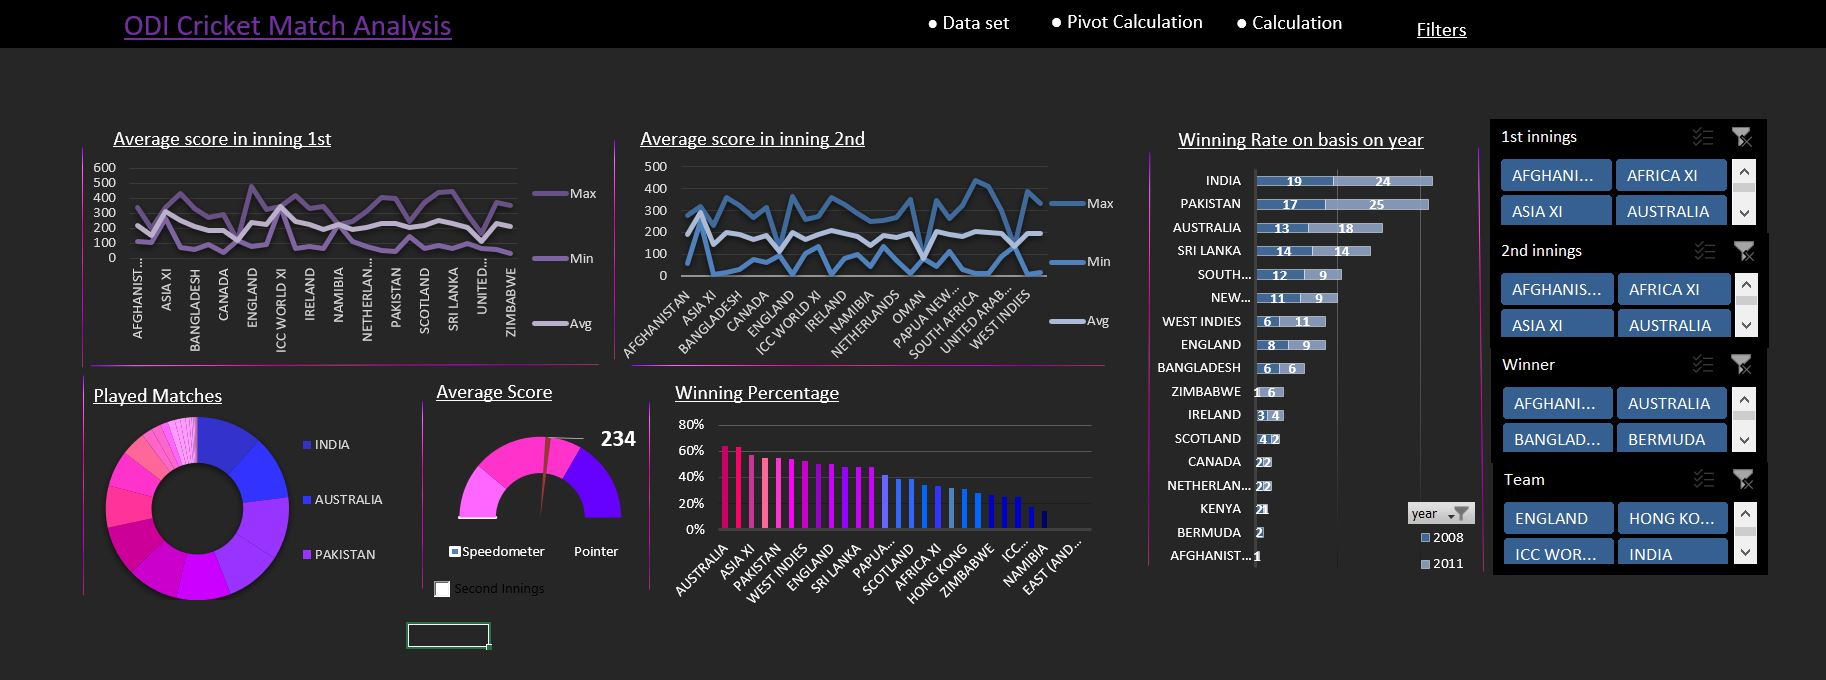 ODI Cricket Match Analysis
● Data set
● Pivot Calculation
● Calculation
Filters
Average score in inning 1st
600
500
400
300
200
100
0
AFGHANIST...
ASIA XI
BANGLADESH
CANADA
ENGLAND
ICC WORLD XI
IRELAND
NAMIBIA
NETHERLAN...
PAKISTAN
SCOTLAND
SRI LANKA
UNITED...
ZIMBABWE
Max
Min
Avg
Average score in inning 2nd
500
400
300
200
100
0
AFGHANISTAN
ASIA XI
BANGLADESH
CANADA
ENGLAND
ICC WORLD XI
IRELAND
NAMIBIA
NETHERLANDS
OMAN
PAPUA NEW...
SOUTH AFRICA
UNITED ARAB...
WEST INDIES
Max
Min
Avg
Winning Rate on basis on year
INDIA 19 24
PAKISTAN 17 25
AUSTRALIA 13 18
SRI LANKA 14 14
SOUTH... 12 9
NEW... 11 9
WEST INDIES 6 11
ENGLAND 8 9
BANGLADESH 6 6
ZIMBABWE 1 6
IRELAND 3 4
SCOTLAND 4 2
CANADA 2 2
NETHERLAN... 2 2
KENYA 2 1
BERMUDA 2
AFGHANIST... 1
year
2008
2011
1st innings
AFGHANI... AFRICA XI
ASIA XI AUSTRALIA
2nd innings
AFGHANIS... AFRICA XI
ASIA XI AUSTRALIA
Winner
AFGHANI... AUSTRALIA
BANGLAD... BERMUDA
Team
ENGLAND HONG KO...
ICC WOR... INDIA
Played Matches
INDIA
AUSTRALIA
PAKISTAN
Average Score
234
Speedometer Pointer
Second Innings
Winning Percentage
80%
60%
40%
20%
0%
AUSTRALIA
ASIA XI
PAKISTAN
WEST INDIES
ENGLAND
SRI LANKA
PAPUA...
SCOTLAND
AFRICA XI
HONG KONG
ZIMBABWE
ICC...
NAMIBIA
EAST (AND...